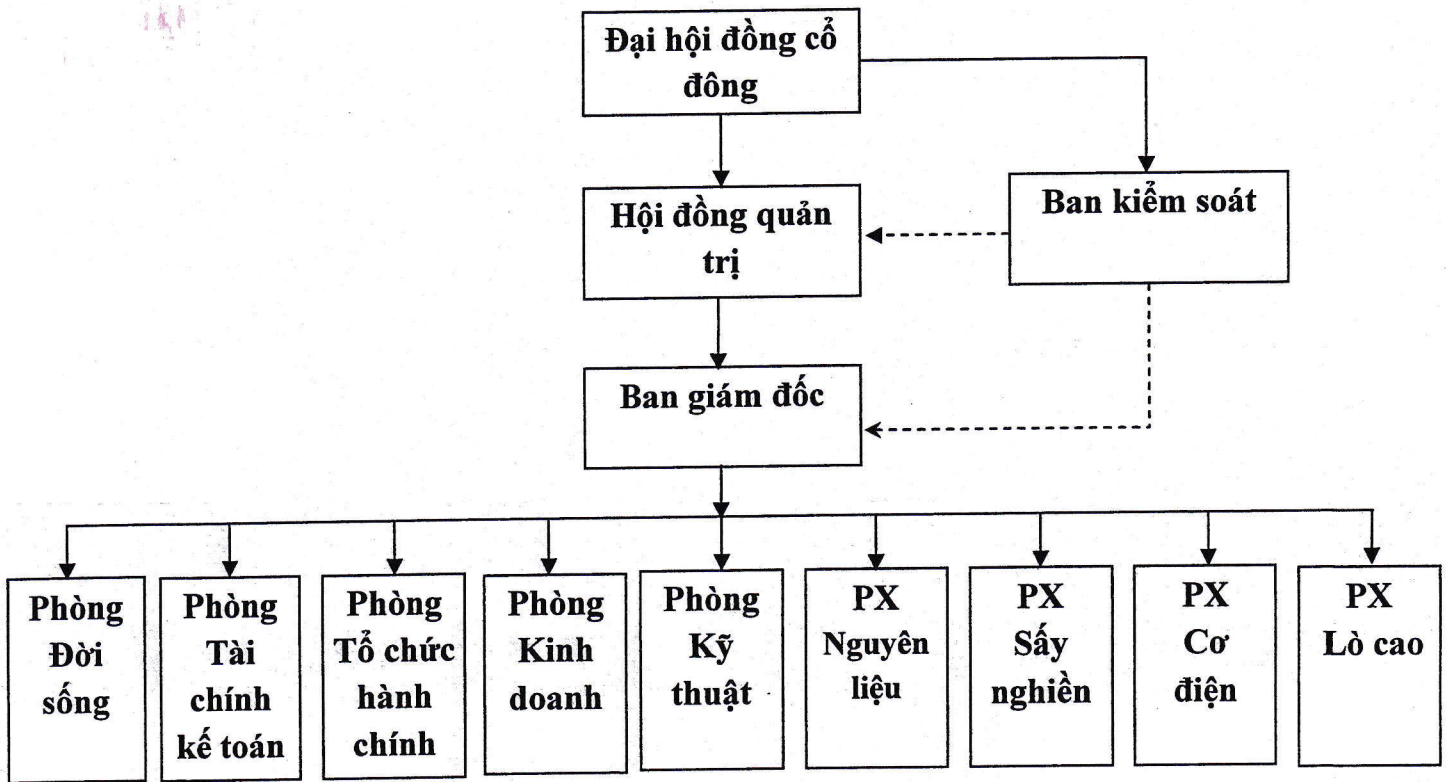 Đại hội đồng cổ
đông
Hội đồng quản
trị
Ban kiểm soát
Ban giám đốc
Phòng
Đời
sống
Phòng
Tài
chính
kế toán
Phòng
Tổ chức
hành
chính
Phòng
Kinh
doanh
Phòng
Kỹ
thuật
PX
Nguyên
liệu
PX
Sấy
nghiền
PX
Cơ
điện
PX
Lò cao